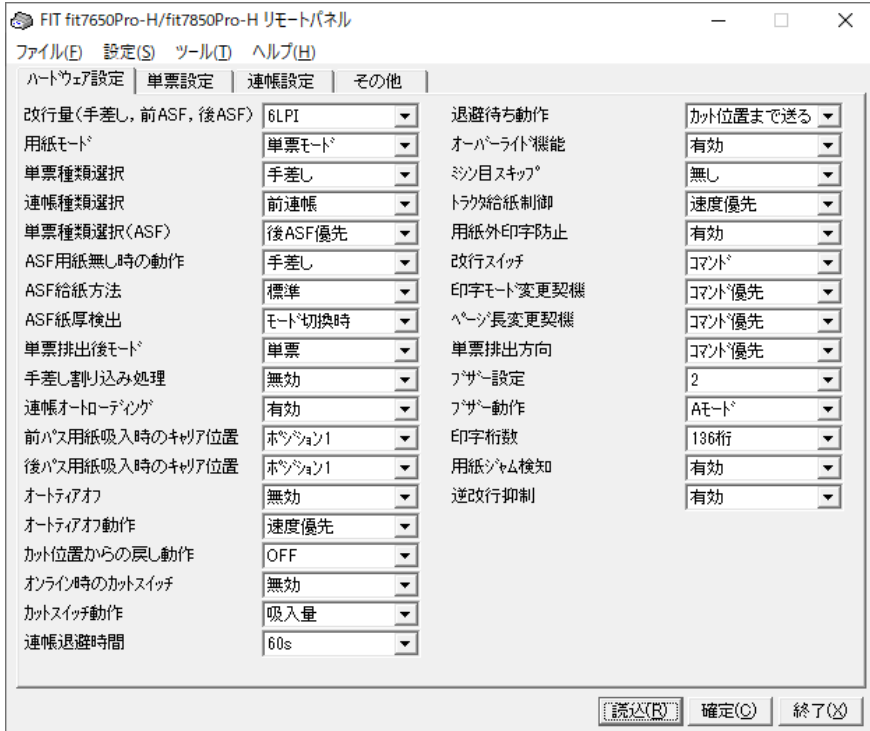 FIT fit7650Pro-H/fit7850Pro-H リモートパネル
ファイル(F) 設定(S) ツール(T) ヘルプ(H)
ﾊｰﾄﾞｳｪｱ設定 単票設定 連帳設定 その他
改行量(手差し, 前ASF, 後ASF) 6LPI
用紙ﾓｰﾄﾞ 単票ﾓｰﾄﾞ
単票種類選択 手差し
連帳種類選択 前連帳
単票種類選択(ASF) 後ASF優先
ASF用紙無し時の動作 手差し
ASF給紙方法 標準
ASF紙厚検出 ﾓｰﾄﾞ切換時
単票排出後ﾓｰﾄﾞ 単票
手差し割り込み処理 無効
連帳ｵｰﾄﾛｰﾃﾞｨﾝｸﾞ 有効
前ﾊﾟｽ用紙吸入時のｷｬﾘｱ位置 ﾎﾟｼﾞｼｮﾝ1
後ﾊﾟｽ用紙吸入時のｷｬﾘｱ位置 ﾎﾟｼﾞｼｮﾝ1
ｵｰﾄﾃｨｱｵﾌ 無効
ｵｰﾄﾃｨｱｵﾌ動作 速度優先
ｶｯﾄ位置からの戻し動作 OFF
ｵﾝﾗｲﾝ時のｶｯﾄｽｲｯﾁ 無効
ｶｯﾄｽｲｯﾁ動作 吸入量
連帳退避時間 60s
退避待ち動作 ｶｯﾄ位置まで送る
ｵｰﾊﾞｰﾗｲﾄﾞ機能 有効
ﾐｼﾝ目ｽｷｯﾌﾟ 無し
ﾄﾗｸﾀ給紙制御 速度優先
用紙外印字防止 有効
改行ｽｲｯﾁ ｺﾏﾝﾄﾞ
印字ﾓｰﾄﾞ変更契機 ｺﾏﾝﾄﾞ優先
ﾍﾟｰｼﾞ長変更契機 ｺﾏﾝﾄﾞ優先
単票排出方向 ｺﾏﾝﾄﾞ優先
ﾌﾞｻﾞｰ設定 2
ﾌﾞｻﾞｰ動作 Aﾓｰﾄﾞ
印字桁数 136桁
用紙ｼﾞｬﾑ検知 有効
逆改行抑制 有効
読込(R) 確定(C) 終了(X)